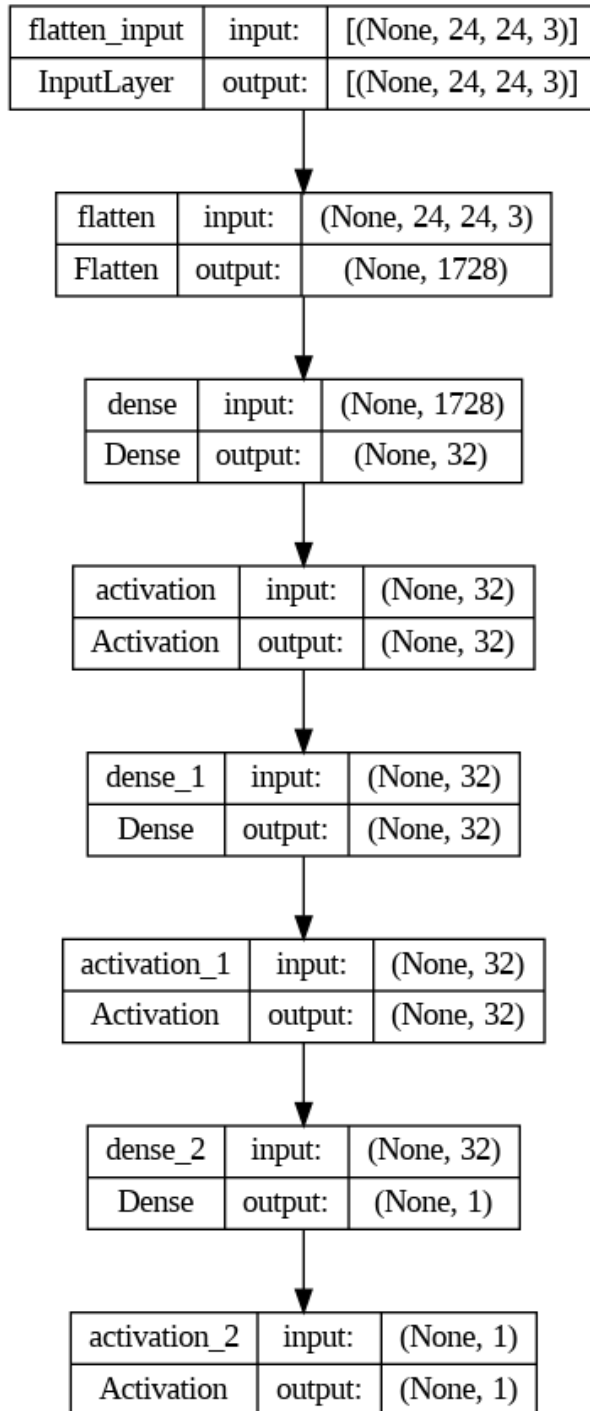 flatten_input input: [(None, 24, 24, 3)]
InputLayer output: [(None, 24, 24, 3)]
flatten input: (None, 24, 24, 3)
Flatten output: (None, 1728)
dense input: (None, 1728)
Dense output: (None, 32)
activation input: (None, 32)
Activation output: (None, 32)
dense_1 input: (None, 32)
Dense output: (None, 32)
activation_1 input: (None, 32)
Activation output: (None, 32)
dense_2 input: (None, 32)
Dense output: (None, 1)
activation_2 input: (None, 1)
Activation output: (None, 1)